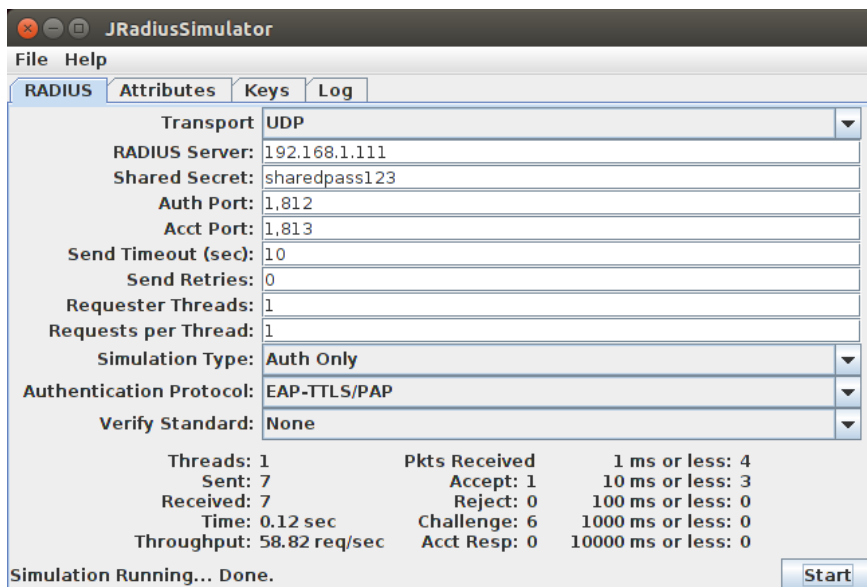 JRadiusSimulator
File Help
RADIUS Attributes Keys Log
Transport UDP
RADIUS Server: 192.168.1.111
Shared Secret: sharedpass123
Auth Port: 1,812
Acct Port: 1,813
Send Timeout (sec): 10
Send Retries: 0
Requester Threads: 1
Requests per Thread: 1
Simulation Type: Auth Only
Authentication Protocol: EAP-TTLS/PAP
Verify Standard: None
Threads: 1 Pkts Received 1 ms or less: 4
Sent: 7 Accept: 1 10 ms or less: 3
Received: 7 Reject: 0 100 ms or less: 0
Time: 0.12 sec Challenge: 6 1000 ms or less: 0
Throughput: 58.82 req/sec Acct Resp: 0 10000 ms or less: 0
Simulation Running... Done. Start